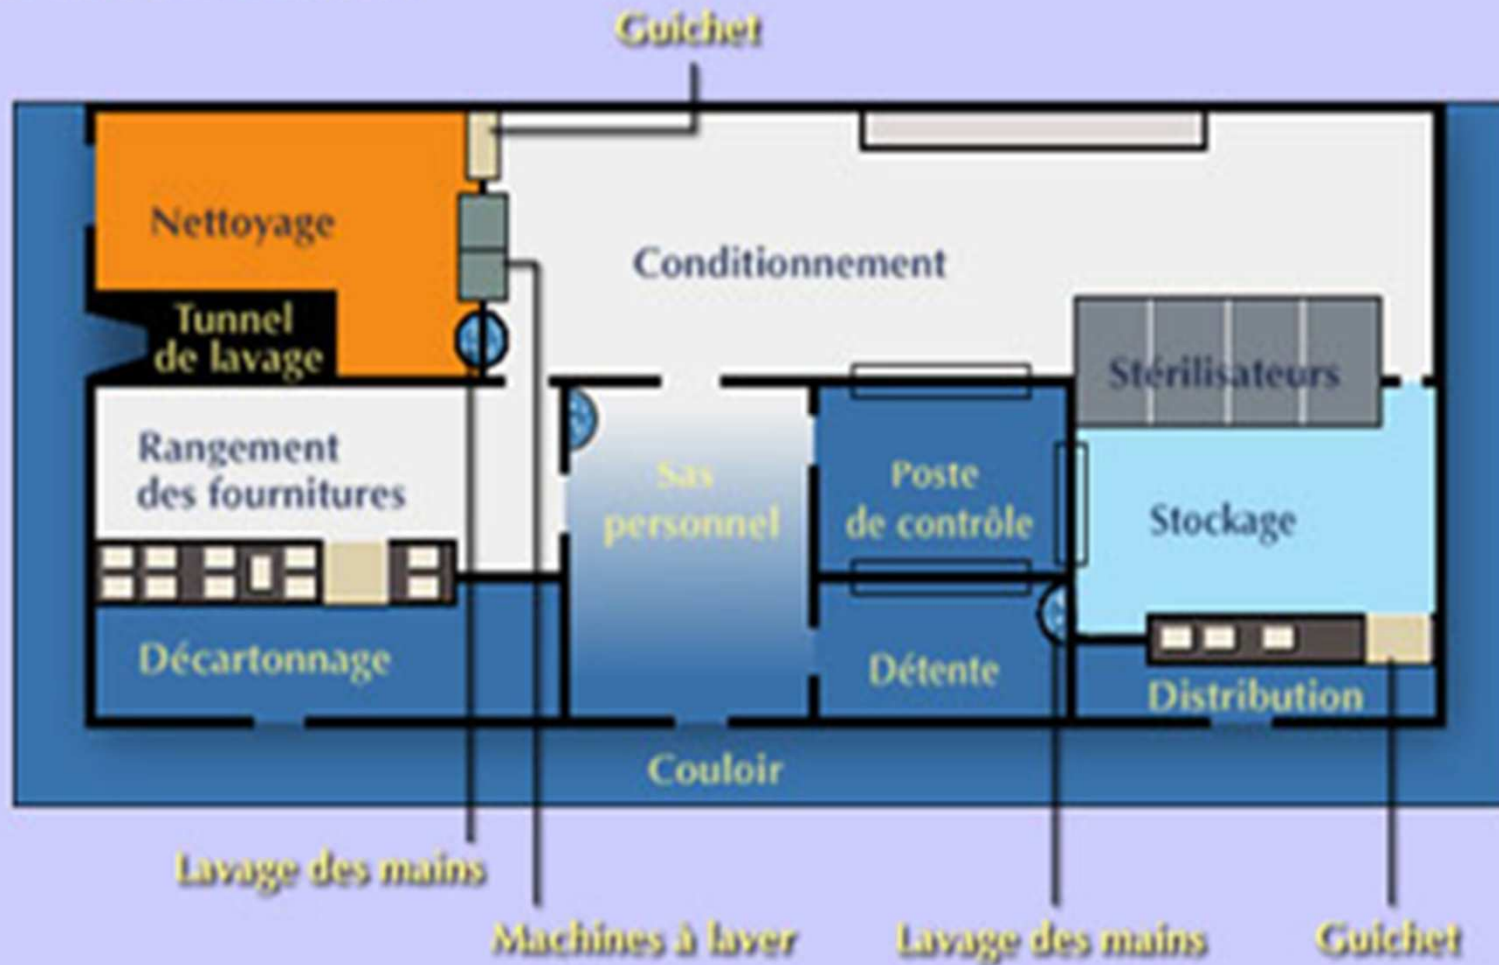 Guichet
Nettoyage
Conditionnement
Tunnel
de lavage
Stérilisateurs
Rangement
des fournitures
Sas
personnel
Poste
de contrôle
Stockage
Décartonnage
Détente
Distribution
Couloir
Lavage des mains
Machines à laver
Lavage des mains
Guichet